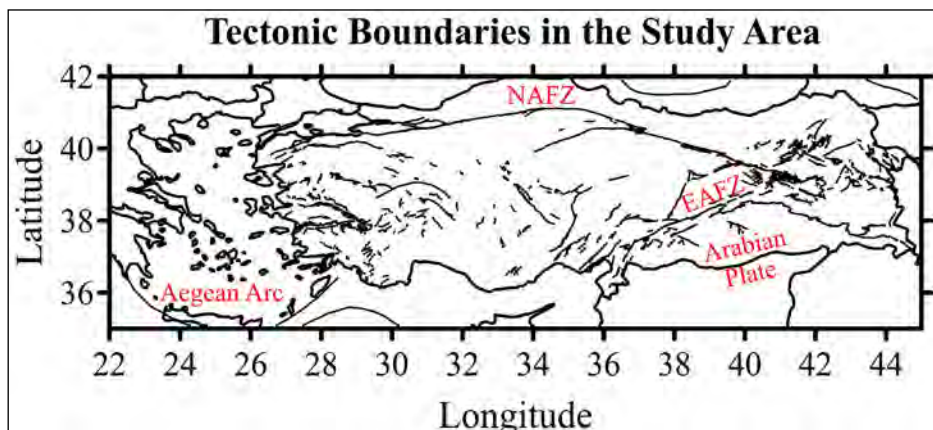 Tectonic Boundaries in the Study Area
42
40
38
36
Latitude
NAFZ
EAFZ
Arabian
Plate
Aegean Arc
22 24 26 28 30 32 34 36 38 40 42 44
Longitude